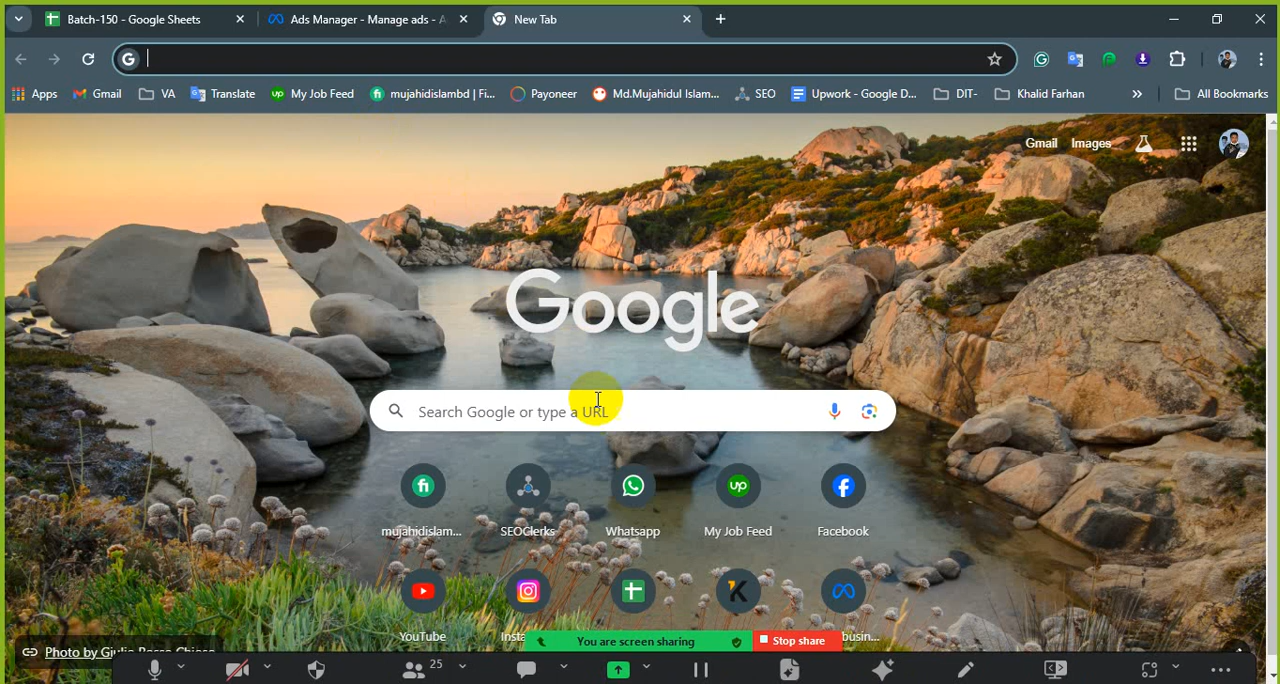 Batch-150 - Google Sheets
Ads Manager - Manage ads - A
New Tab
Apps
Gmail
VA
Translate
My Job Feed
mujahidislambd | Fi...
Payoneer
Md.Mujahidul Islam...
SEO
Upwork - Google D...
DIT-
Khalid Farhan
All Bookmarks
Gmail
Images
Google
Search Google or type a URL
mujahidislam...
SEOClerks
Whatsapp
My Job Feed
Facebook
YouTube
Insta
busin...
You are screen sharing
Stop share
Photo by Giulio Rosso Chioso
25